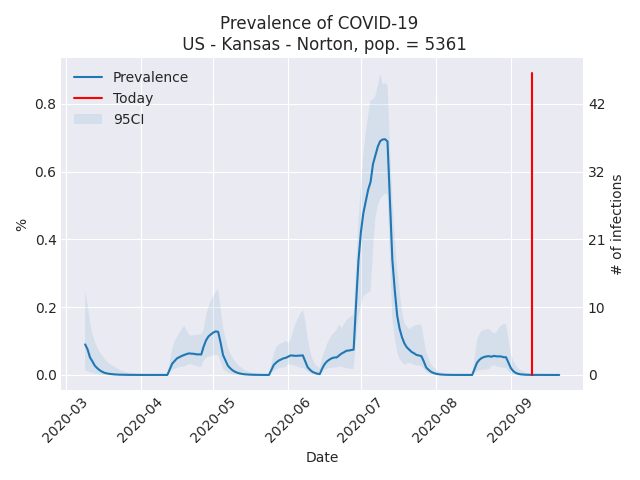 Prevalence of COVID-19
US - Kansas - Norton, pop. = 5361
Prevalence
Today
95CI
%
0.8
0.6
0.4
0.2
0.0
42
32
21
10
0
# of infections
2020-03
2020-04
2020-05
2020-06
2020-07
2020-08
2020-09
Date